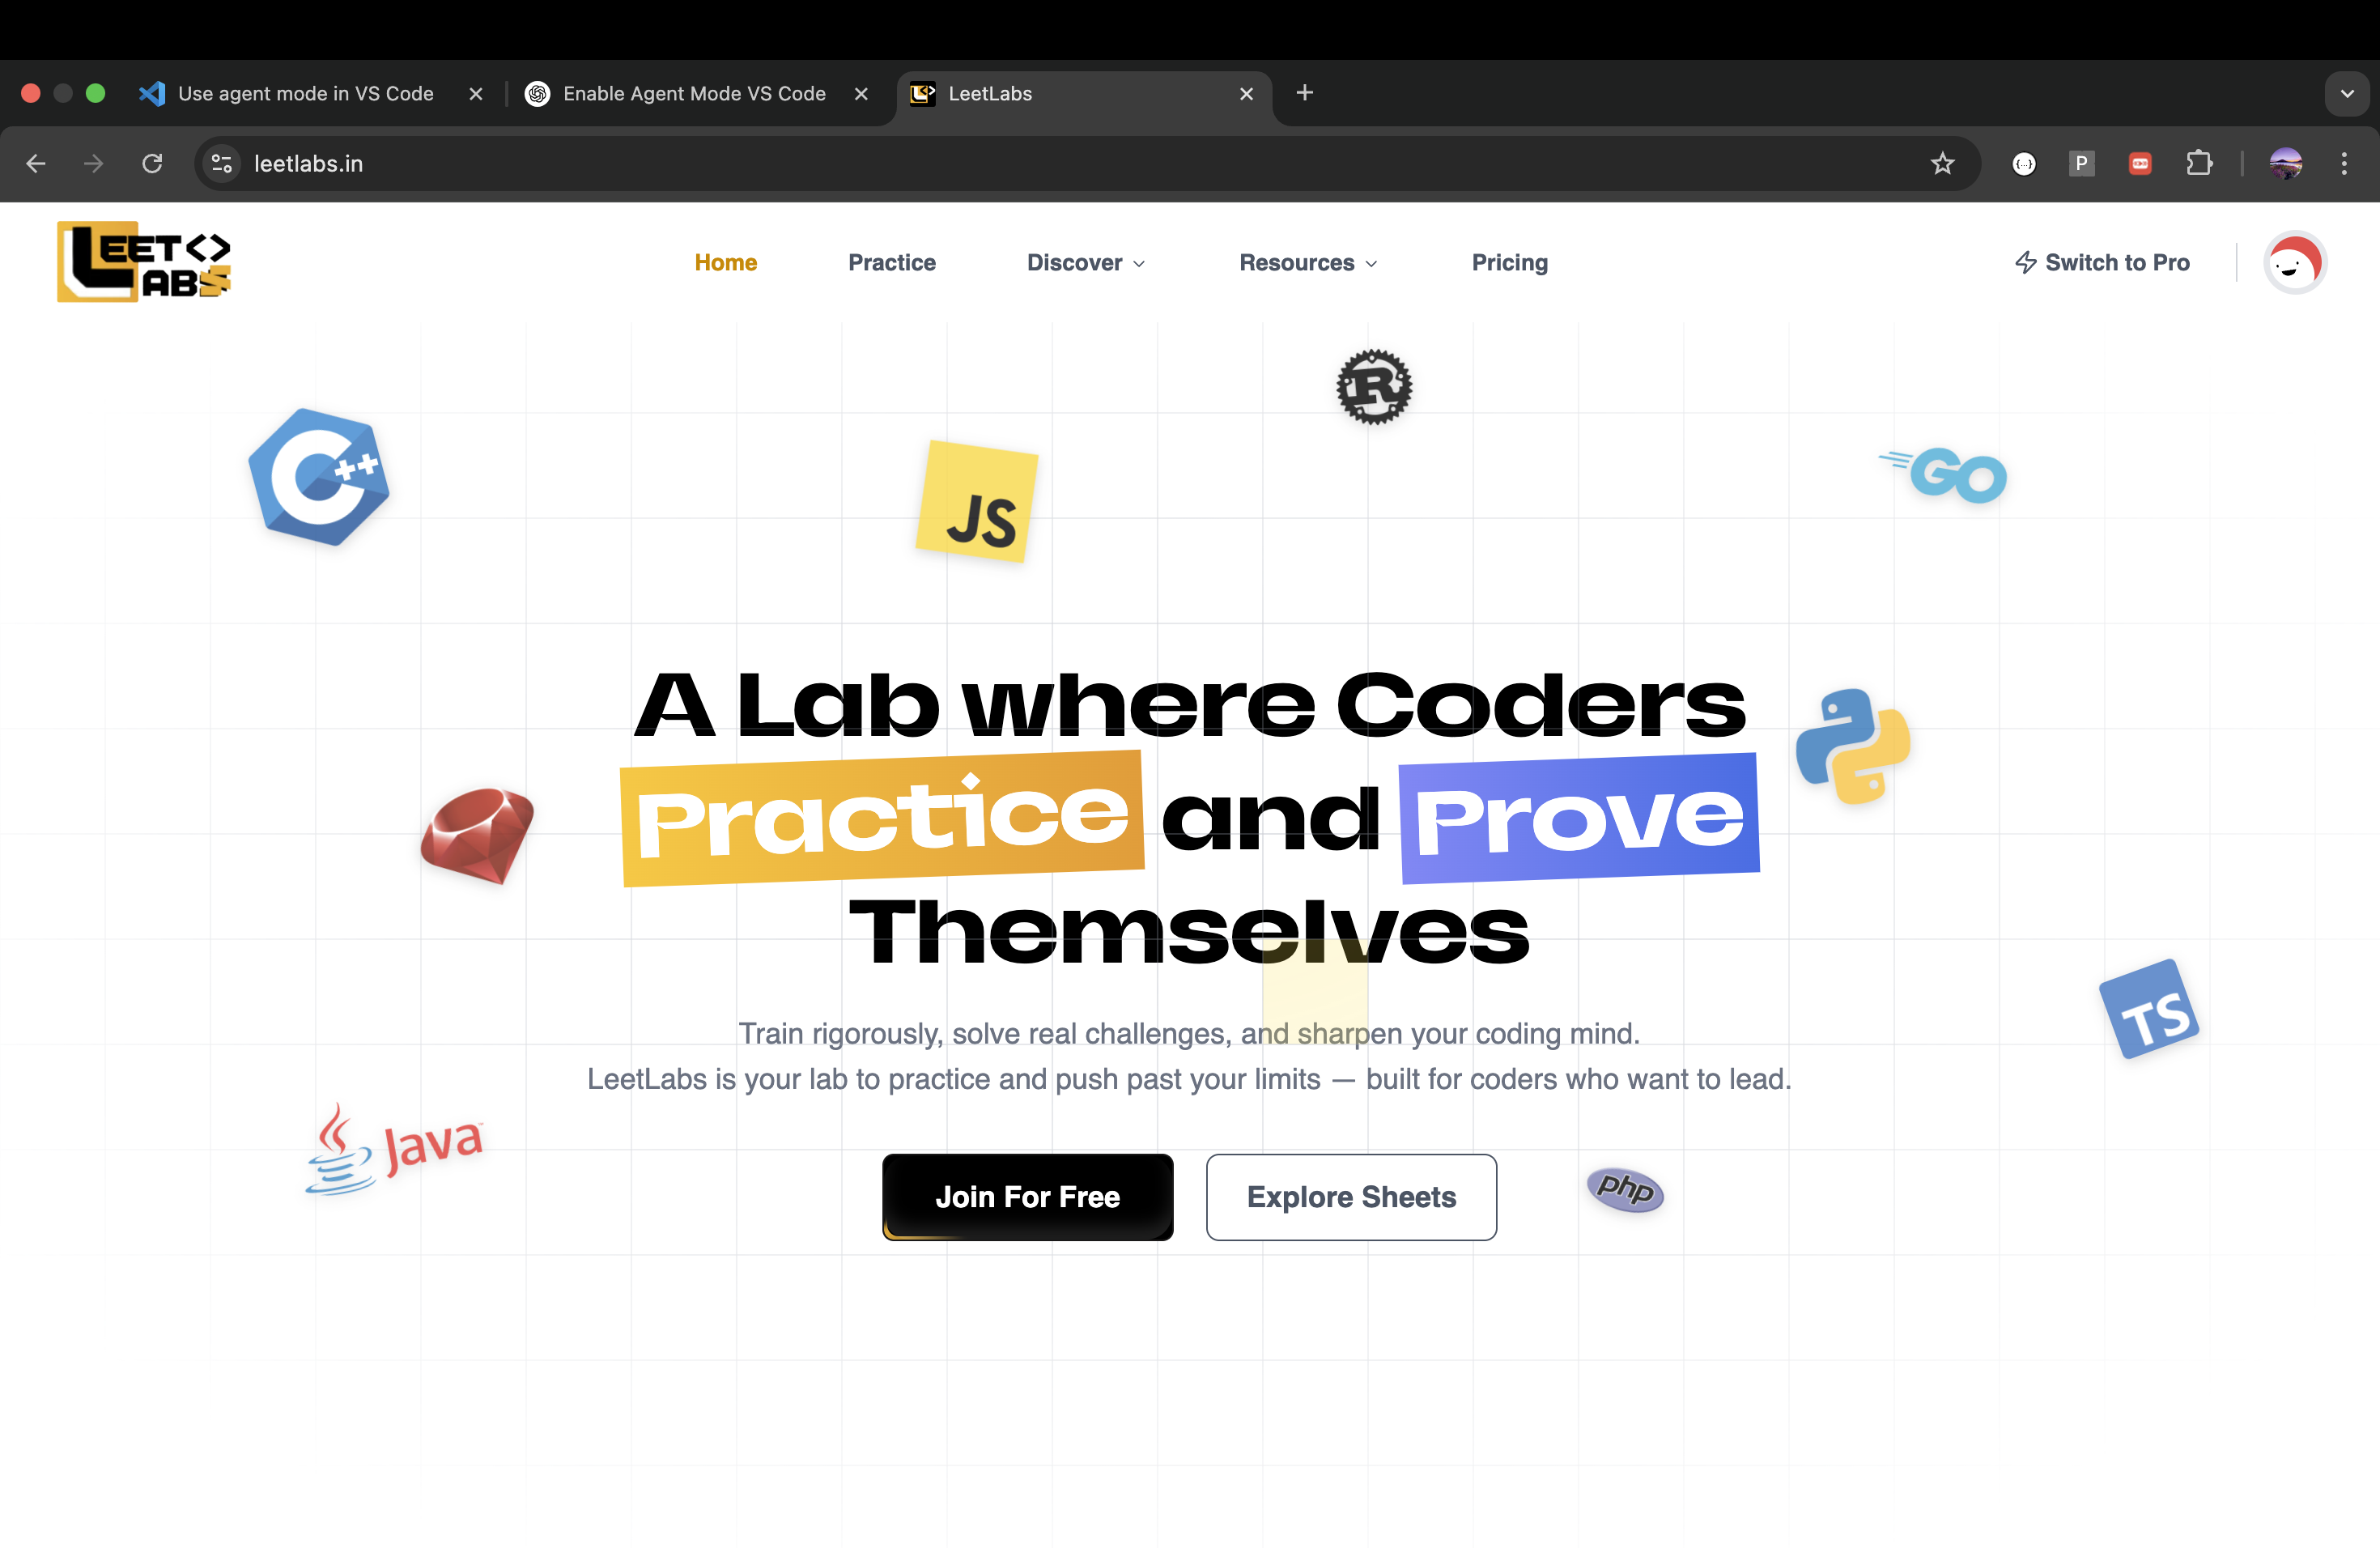 Use agent mode in VS Code
Enable Agent Mode VS Code
LeetLabs
leetlabs.in
{...}
P
LEET<>
LABS
Home
Practice
Discover
Resources
Pricing
Switch to Pro
R
C++
JS
GO
A Lab where Coders
Practice and Prove
Themselves
TS
Train rigorously, solve real challenges, and sharpen your coding mind.
LeetLabs is your lab to practice and push past your limits — built for coders who want to lead.
Java
Join For Free
Explore Sheets
php